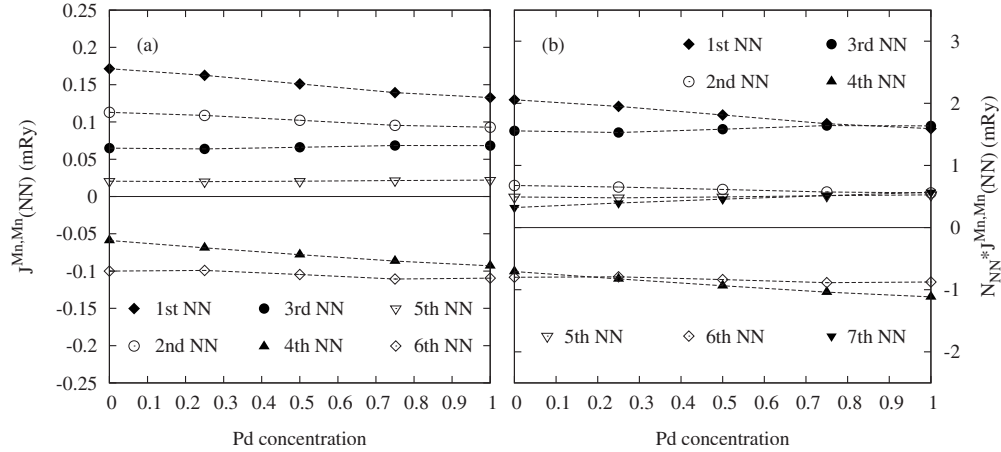 (a)
0.25
0.2
0.15
0.1
0.05
0
-0.05
-0.1
-0.15
-0.2
-0.25
J^Mn,Mn(NN) (mRy)
1st NN
3rd NN
5th NN
2nd NN
4th NN
6th NN
0 0.1 0.2 0.3 0.4 0.5 0.6 0.7 0.8 0.9 1
Pd concentration
(b)
1st NN
3rd NN
2nd NN
4th NN
5th NN
6th NN
7th NN
3
2
1
0
-1
-2
N_NN*J^Mn,Mn(NN) (mRy)
0 0.1 0.2 0.3 0.4 0.5 0.6 0.7 0.8 0.9 1
Pd concentration